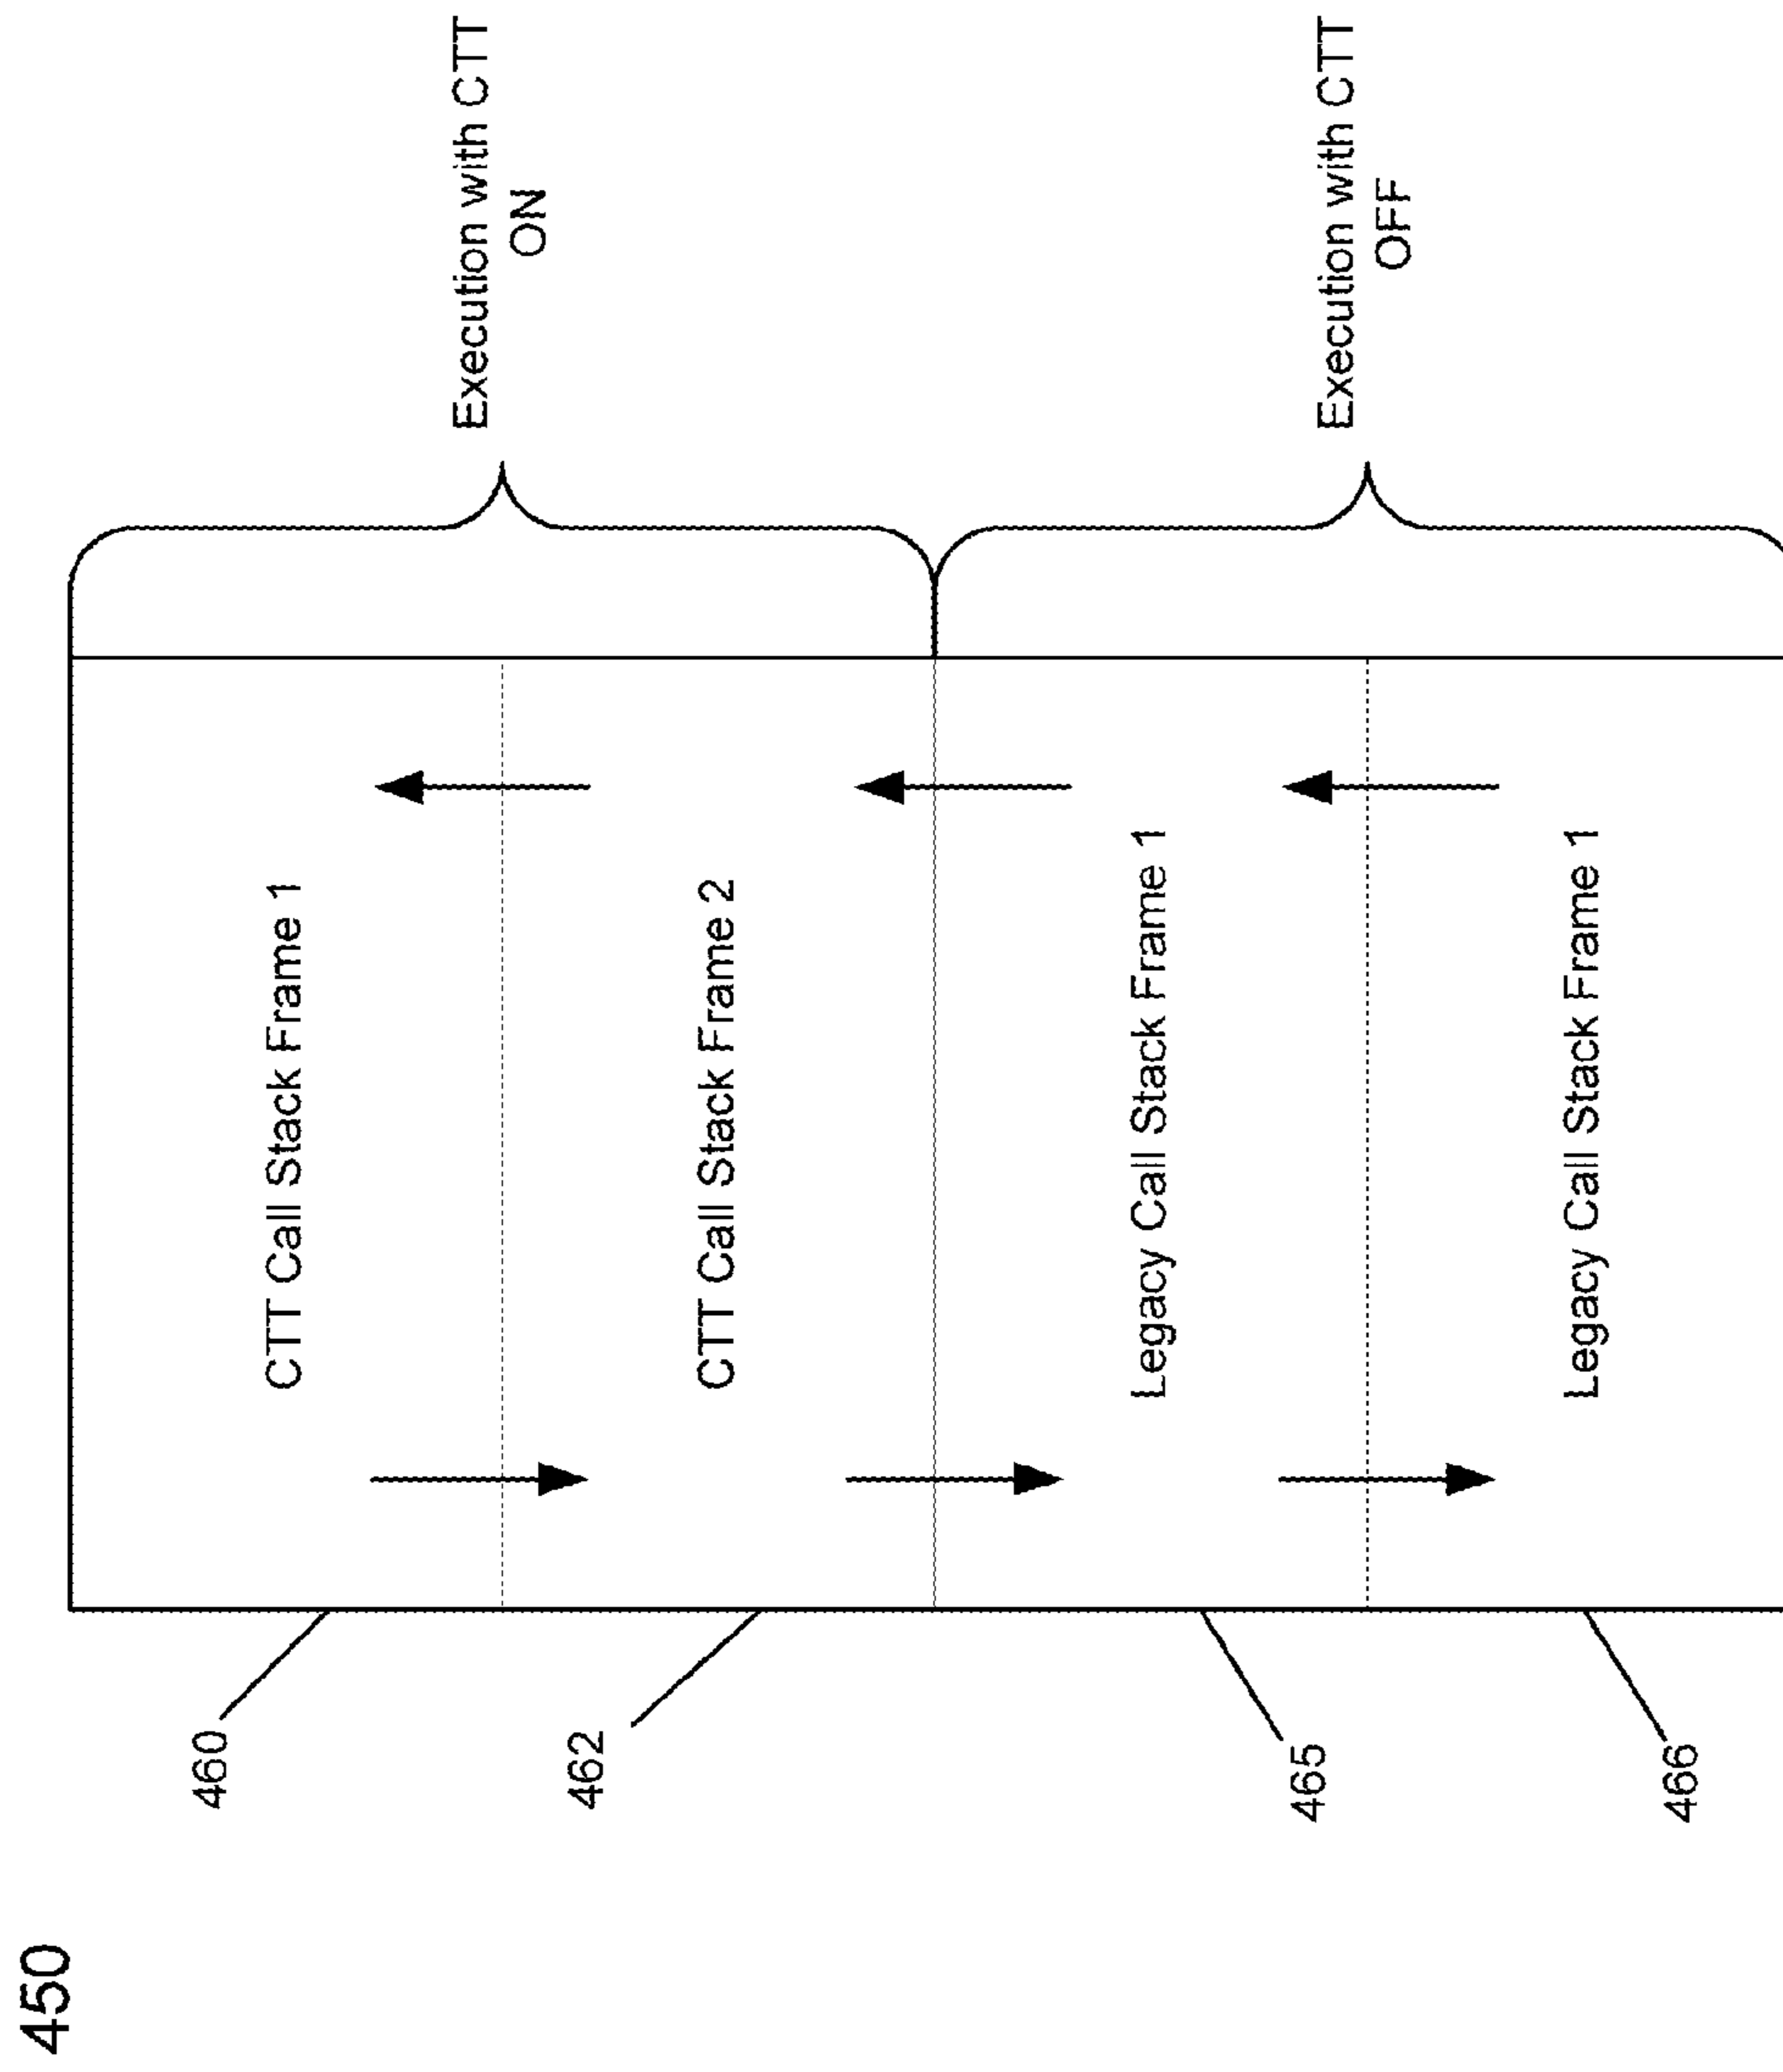 450
460
CTT Call Stack Frame 1
Execution with CTT
ON
462
CTT Call Stack Frame 2
465
Legacy Call Stack Frame 1
Execution with CTT
OFF
466
Legacy Call Stack Frame 1